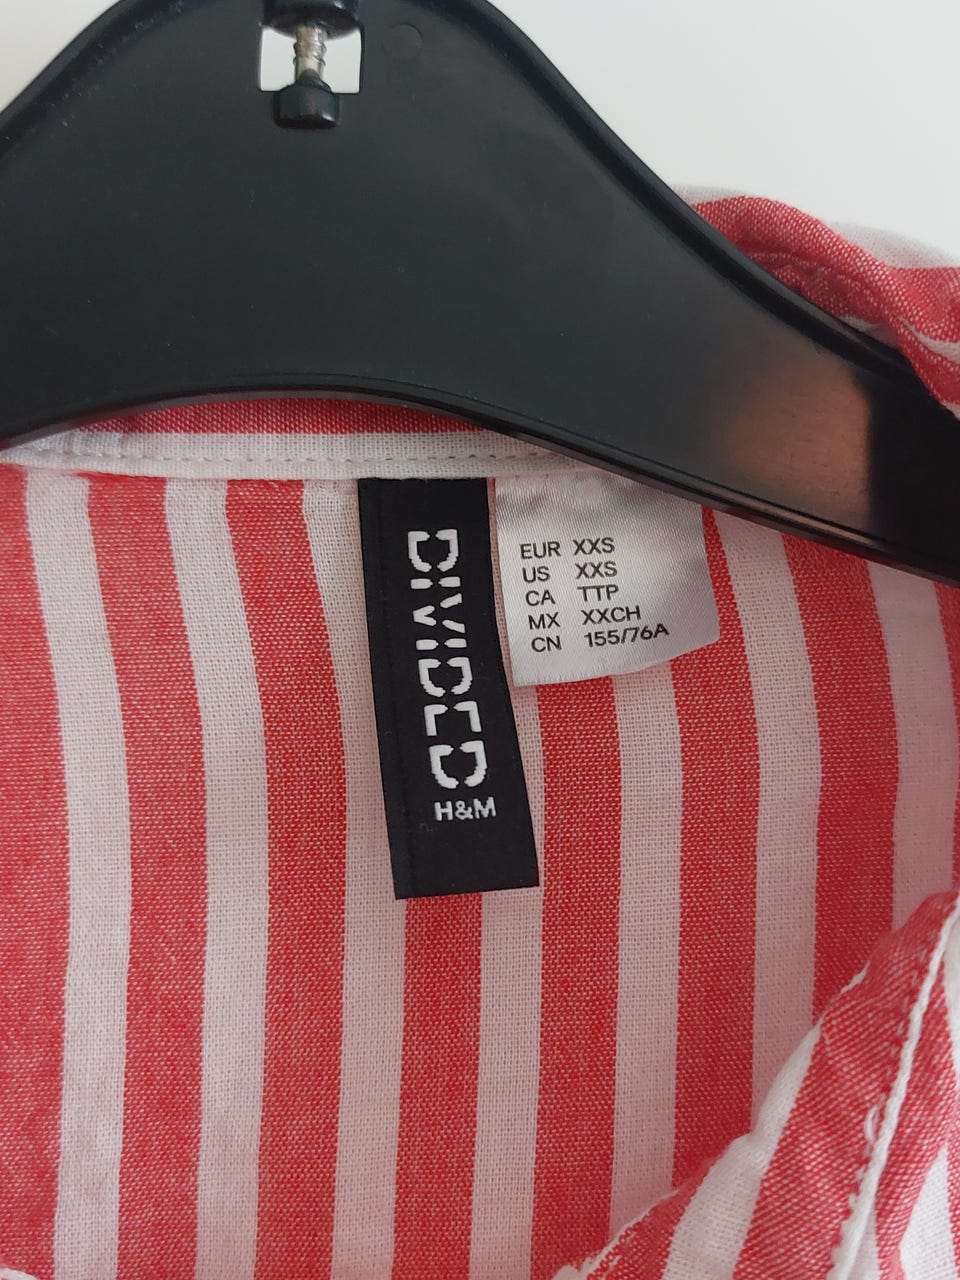 DIVIDED
H&M
EUR XXS
US XXS
CA TTP
MX XXCH
CN 155/76A